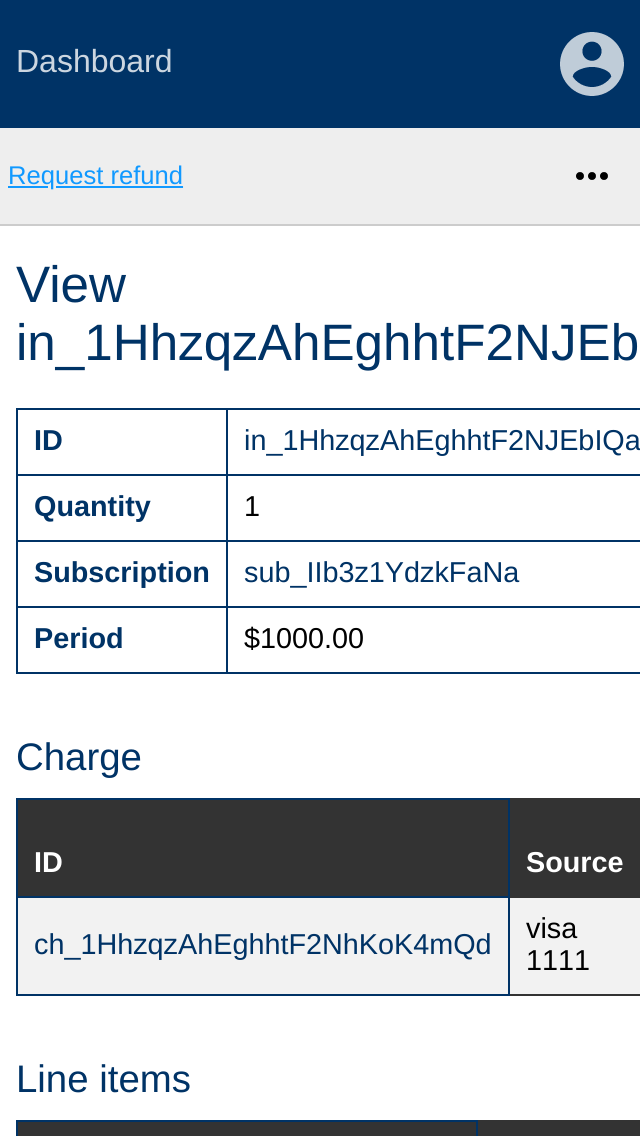 Dashboard
Request refund
View
in_1HhzqzAhEghhtF2NJEb
ID in_1HhzqzAhEghhtF2NJEbIQa
Quantity 1
Subscription sub_IIb3z1YdzkFaNa
Period $1000.00
Charge
ID Source
ch_1HhzqzAhEghhtF2NhKoK4mQd visa
1111
Line items